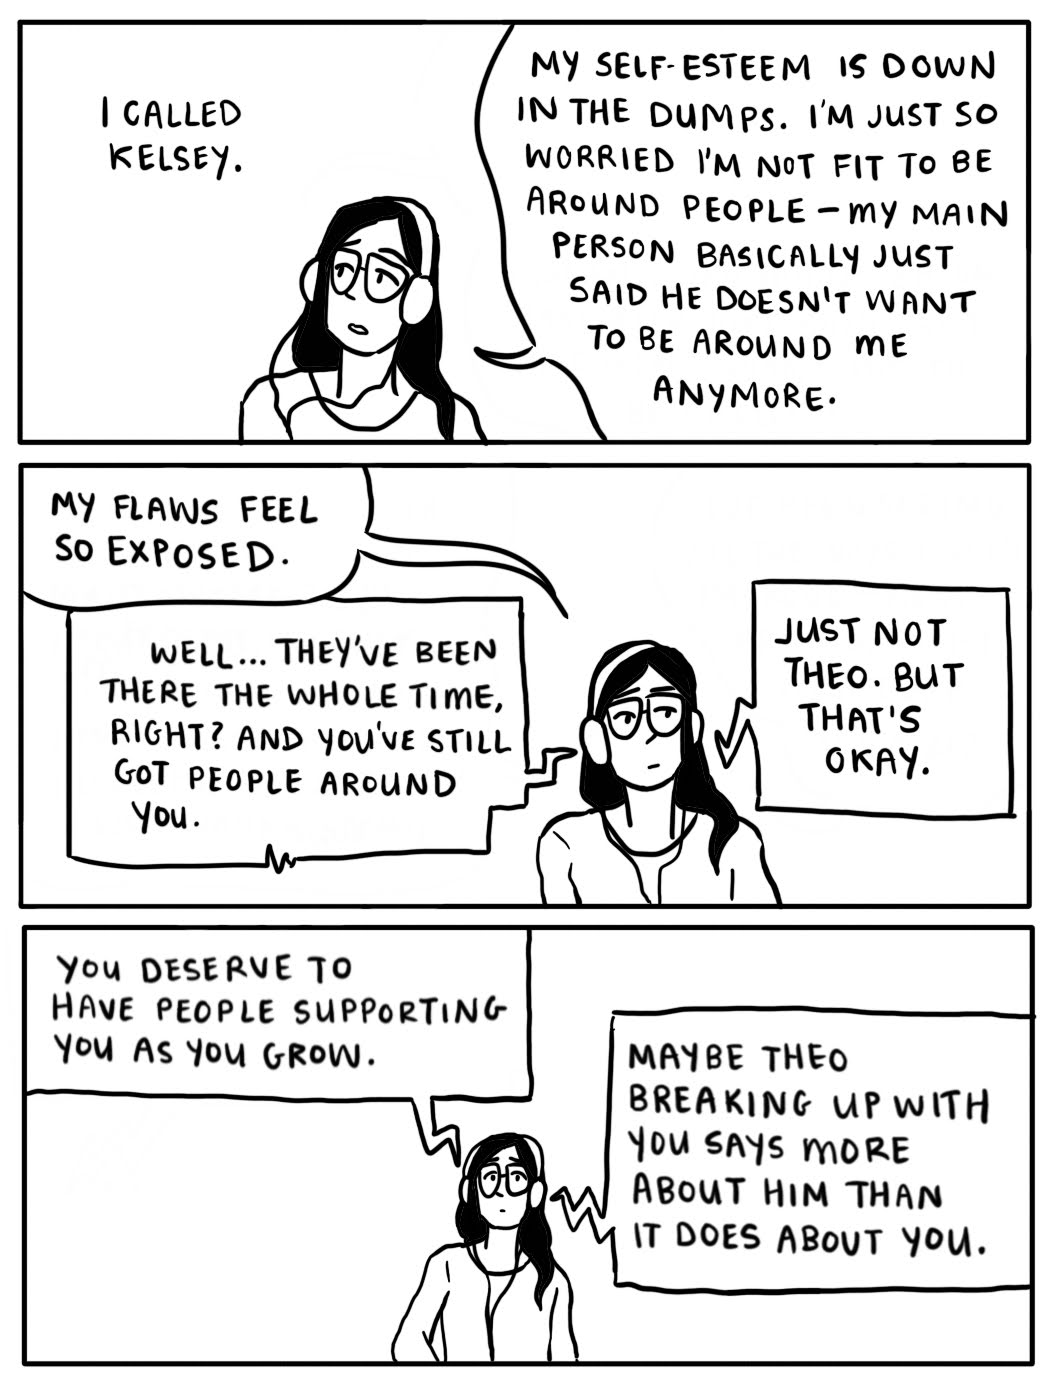 I CALLED
KELSEY.
MY SELF-ESTEEM IS DOWN
IN THE DUMPS. I'M JUST SO
WORRIED I'M NOT FIT TO BE
AROUND PEOPLE - MY MAIN
PERSON BASICALLY JUST
SAID HE DOESN'T WANT
TO BE AROUND ME
ANYMORE.
MY FLAWS FEEL
SO EXPOSED.
WELL... THEY'VE BEEN
THERE THE WHOLE TIME,
RIGHT? AND YOU'VE STILL
GOT PEOPLE AROUND
YOU.
JUST NOT
THEO. BUT
THAT'S
OKAY.
YOU DESERVE TO
HAVE PEOPLE SUPPORTING
YOU AS YOU GROW.
MAYBE THEO
BREAKING UP WITH
YOU SAYS MORE
ABOUT HIM THAN
IT DOES ABOUT YOU.